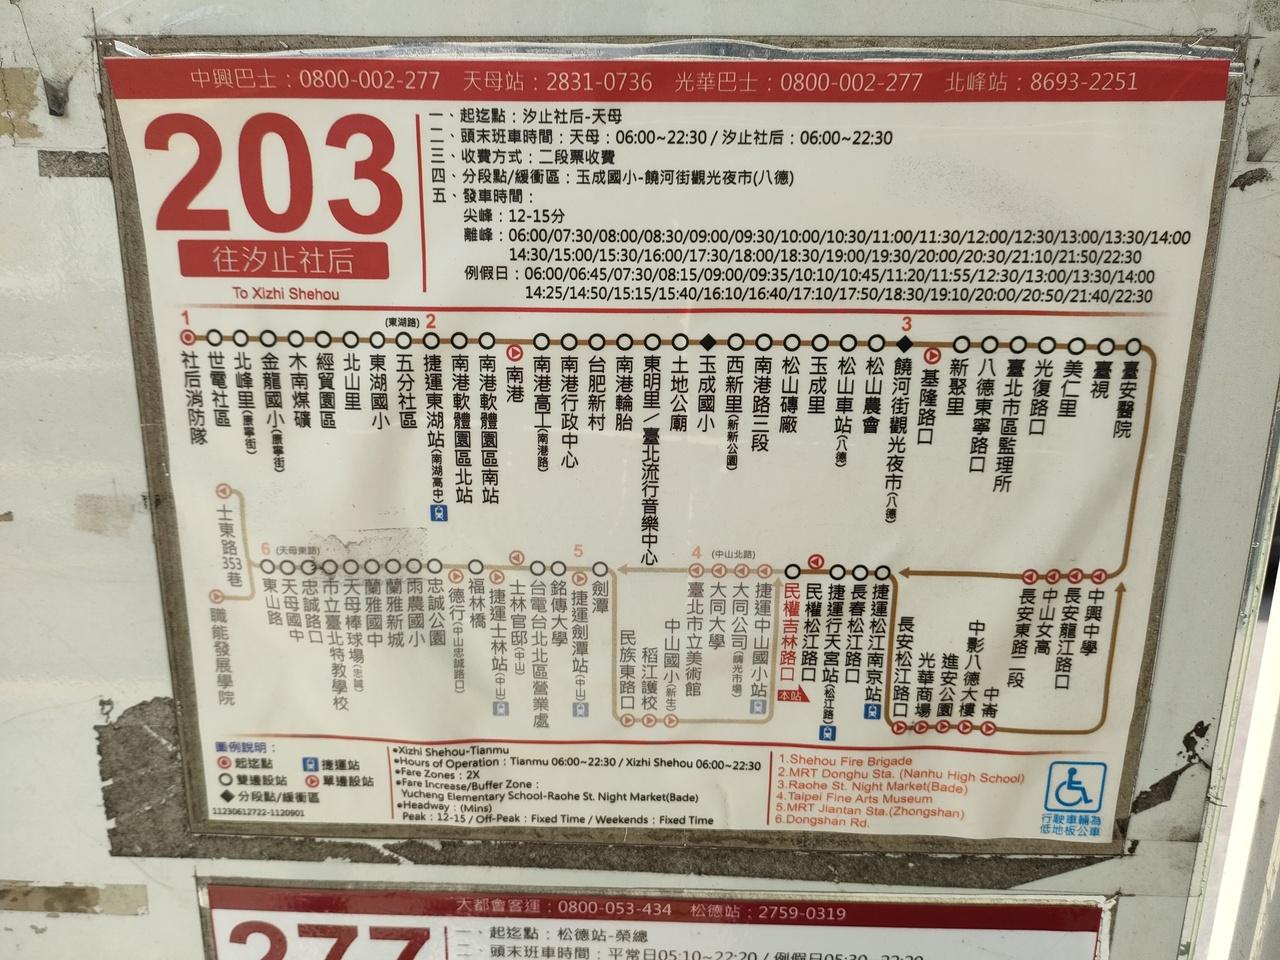 中興巴士：0800-002-277 天母站：2831-0736 光華巴士：0800-002-277 北峰站：8693-2251
203
往汐止社后
To Xizhi Shehou
一、起迄點：汐止社后-天母
二、頭末班車時間：天母：06:00~22:30 / 汐止社后：06:00~22:30
三、收費方式：二段票收費
四、分段點/緩衝區：玉成國小-饒河街觀光夜市(八德)
五、發車時間：
尖峰：12-15分
離峰：06:00/07:30/08:00/08:30/09:00/09:30/10:00/10:30/11:00/11:30/12:00/12:30/13:00/13:30/14:00
14:30/15:00/15:30/16:00/17:30/18:00/18:30/19:00/19:30/20:00/20:30/21:10/21:50/22:30
例假日：06:00/06:45/07:30/08:15/09:00/09:35/10:10/10:45/11:20/11:55/12:30/13:00/13:30/14:00
14:25/14:50/15:15/15:40/16:10/16:40/17:10/17:50/18:30/19:10/20:00/20:50/21:40/22:30
1
(東湖路)
2
3
社后消防隊
世電社區
北峰里(康寧街)
金龍國小(康寧街)
木南煤礦
經貿園區
北山里
東湖國小
五分社區
捷運東湖站(南湖高中)
南港軟體園區北站
南港軟體園區南站
南港
南港高工(南港路)
南港行政中心
台肥新村
南港輪胎
東明里/臺北流行音樂中心
土地公廟
玉成國小
西新里(新新公園)
南港路三段
松山磚廠
玉成里
松山車站(八德)
松山農會
饒河街觀光夜市(八德)
基隆路口
新聚里
八德東寧路口
臺北市區監理所
光復路口
美仁里
臺視
臺安醫院
士東路353巷
職能發展學院
6
(天母東路)
東山路
天母國中
忠誠路口
市立臺北特教學校
天母棒球場(忠誠)
蘭雅國中
蘭雅新城
雨農國小
忠誠公園
德行(中山忠誠路口)
福林橋
捷運士林站(中山)
士林官邸(中山)
台電台北北區營業處
銘傳大學
5
捷運劍潭站(中山)
劍潭
民族東路口
稻江護校
中山國小(新生)
4
(中山北路)
臺北市立美術館
大同大學
大同公司(晴光市場)
捷運中山國小站
民權吉林路口
本站
民權松江路口
捷運行天宮站(松江路)
長春松江路口
捷運松江南京站
長安松江路口
光華商場
進安公園
中影八德大樓
中崙
長安東路二段
中山女高
長安龍江路口
中興中學
圖例說明：
起迄點
捷運站
雙邊設站
單邊設站
分段點/緩衝區
11230612722-1120901
●Xizhi Shehou-Tianmu
●Hours of Operation : Tianmu 06:00~22:30 / Xizhi Shehou 06:00~22:30
●Fare Zones : 2X
●Fare Increase/Buffer Zone :
Yucheng Elementary School-Raohe St. Night Market(Bade)
●Headway : (Mins)
Peak : 12-15 / Off-Peak : Fixed Time / Weekends : Fixed Time
1.Shehou Fire Brigade
2.MRT Donghu Sta. (Nanhu High School)
3.Raohe St. Night Market(Bade)
4.Taipei Fine Arts Museum
5.MRT Jiantan Sta.(Zhongshan)
6.Dongshan Rd.
行駛車輛為
低地板公車
大都會客運：0800-053-434 松德站：2759-0319
277
一、起迄點：松德站-榮總
二、頭末班車時間：平常日05:10~22:20 / 例假日05:30~22:20